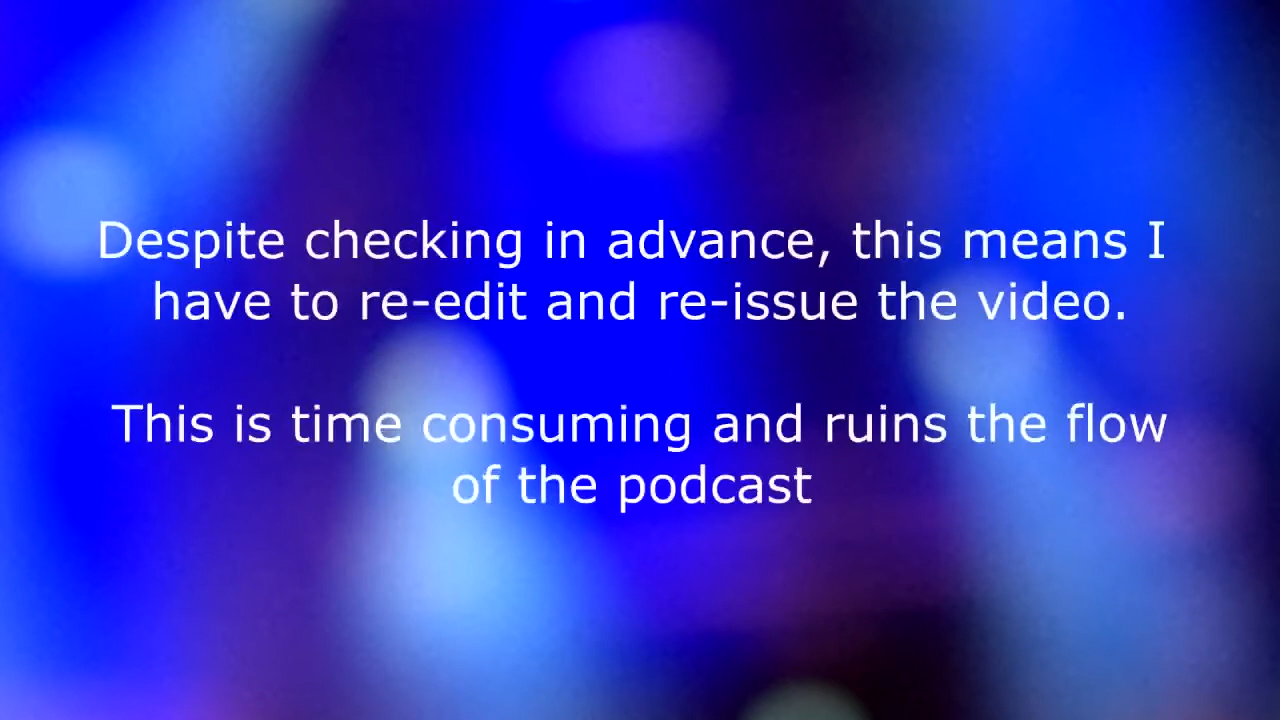 Despite checking in advance, this means I
have to re-edit and re-issue the video.
This is time consuming and ruins the flow
of the podcast